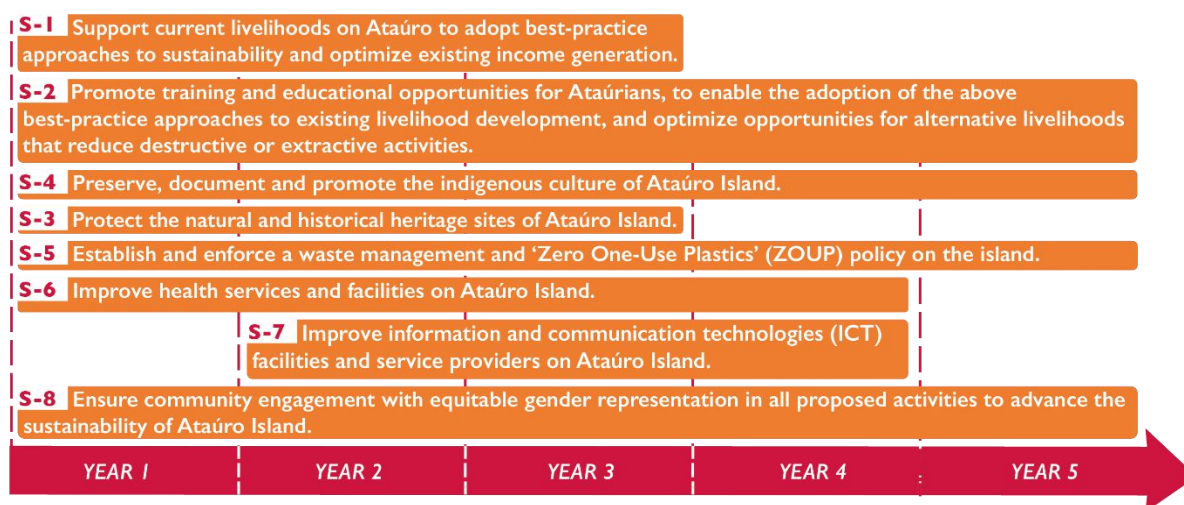 S-1 Support current livelihoods on Ataúro to adopt best-practice
approaches to sustainability and optimize existing income generation.
S-2 Promote training and educational opportunities for Ataúrians, to enable the adoption of the above
best-practice approaches to existing livelihood development, and optimize opportunities for alternative livelihoods
that reduce destructive or extractive activities.
S-4 Preserve, document and promote the indigenous culture of Ataúro Island.
S-3 Protect the natural and historical heritage sites of Ataúro Island.
S-5 Establish and enforce a waste management and ‘Zero One-Use Plastics’ (ZOUP) policy on the island.
S-6 Improve health services and facilities on Ataúro Island.
S-7 Improve information and communication technologies (ICT)
facilities and service providers on Ataúro Island.
S-8 Ensure community engagement with equitable gender representation in all proposed activities to advance the
sustainability of Ataúro Island.
YEAR 1 YEAR 2 YEAR 3 YEAR 4 YEAR 5